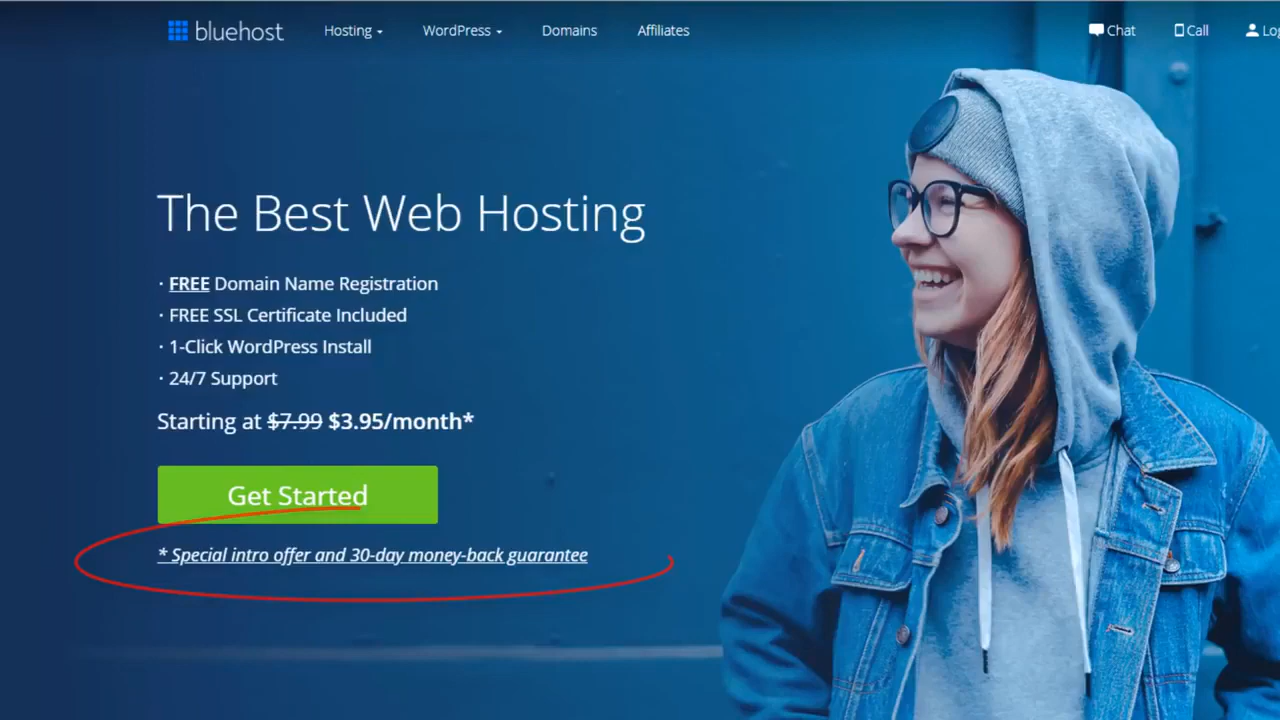 bluehost Hosting WordPress Domains Affiliates Chat Call
The Best Web Hosting
· FREE Domain Name Registration
· FREE SSL Certificate Included
· 1-Click WordPress Install
· 24/7 Support
Starting at $7.99 $3.95/month*
Get Started
* Special intro offer and 30-day money-back guarantee